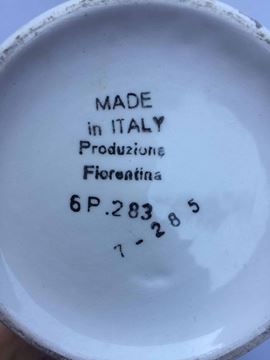 MADE
in ITALY
Produzione
Fiorentina
6P.283
7-285